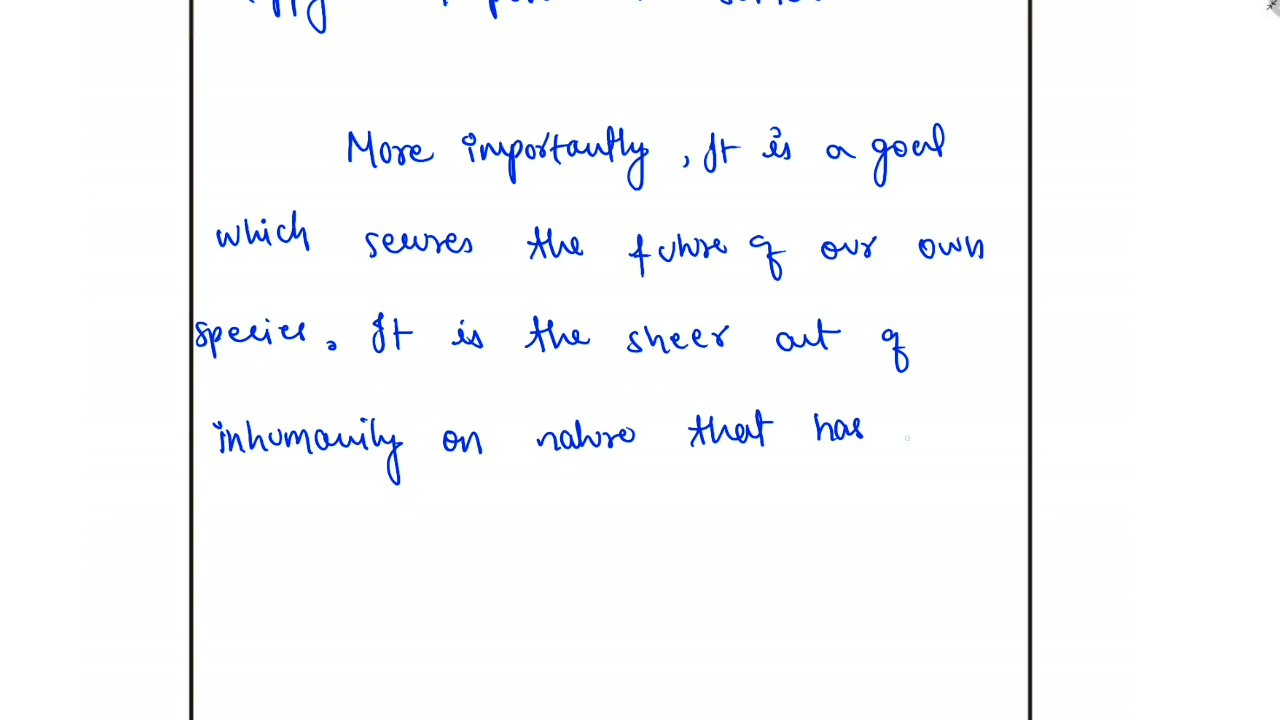 More importantly, It is a goal
which secures the future of our own
species. It is the sheer act of
inhumanity on nature that has